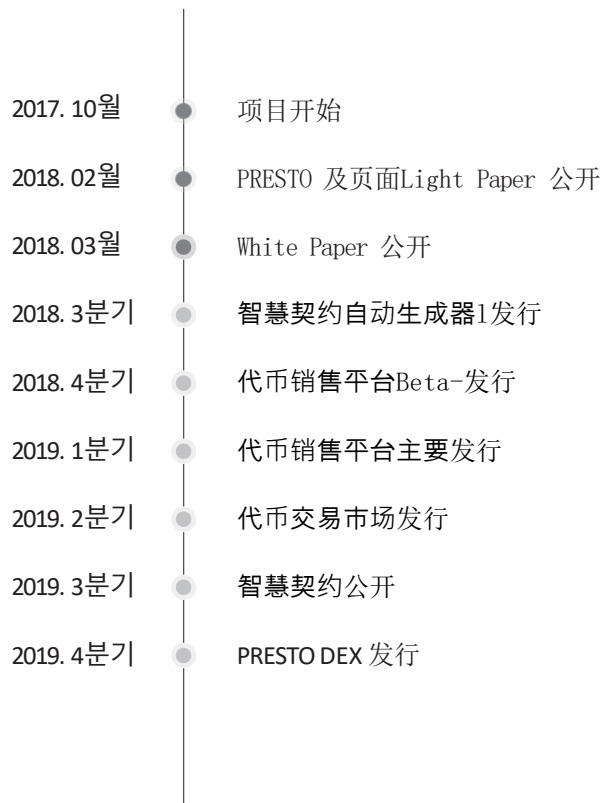 2017. 10월 项目开始
2018. 02월 PRESTO 及页面Light Paper 公开
2018. 03월 White Paper 公开
2018. 3분기 智慧契约自动生成器1发行
2018. 4분기 代币销售平台Beta-发行
2019. 1분기 代币销售平台主要发行
2019. 2분기 代币交易市场发行
2019. 3분기 智慧契约公开
2019. 4분기 PRESTO DEX 发行